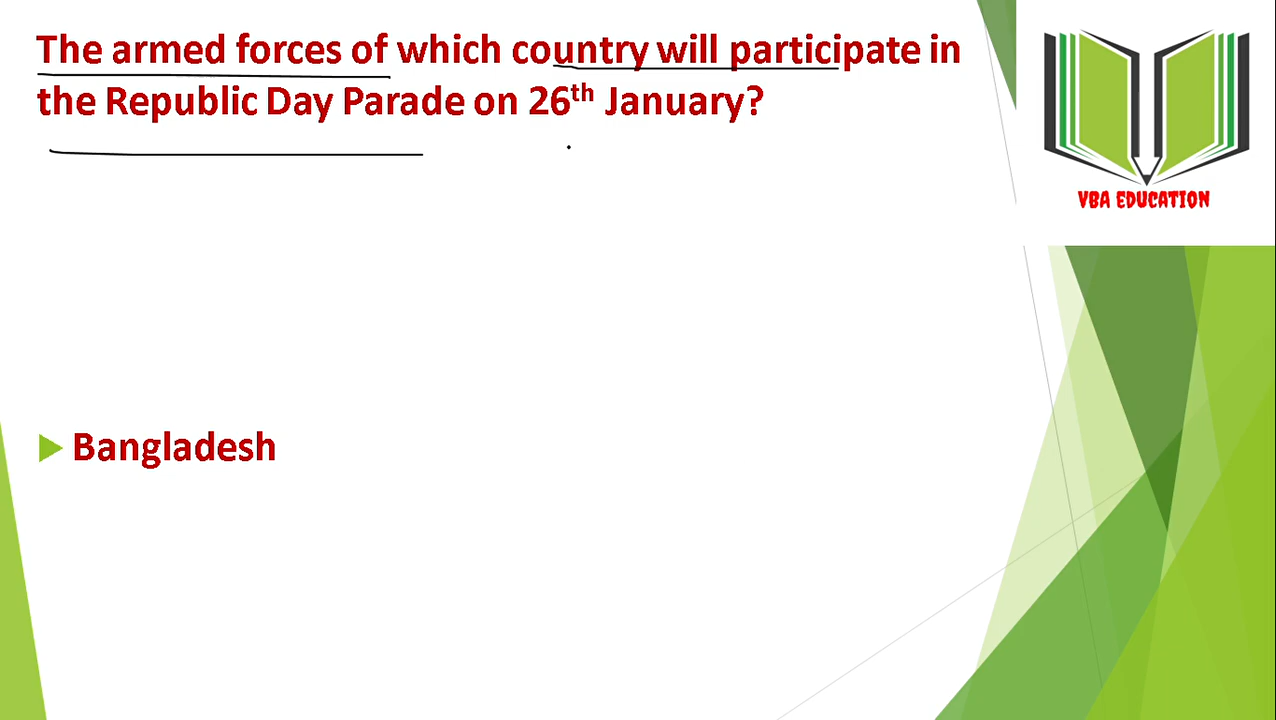 The armed forces of which country will participate in
the Republic Day Parade on 26th January?
VBA EDUCATION
Bangladesh